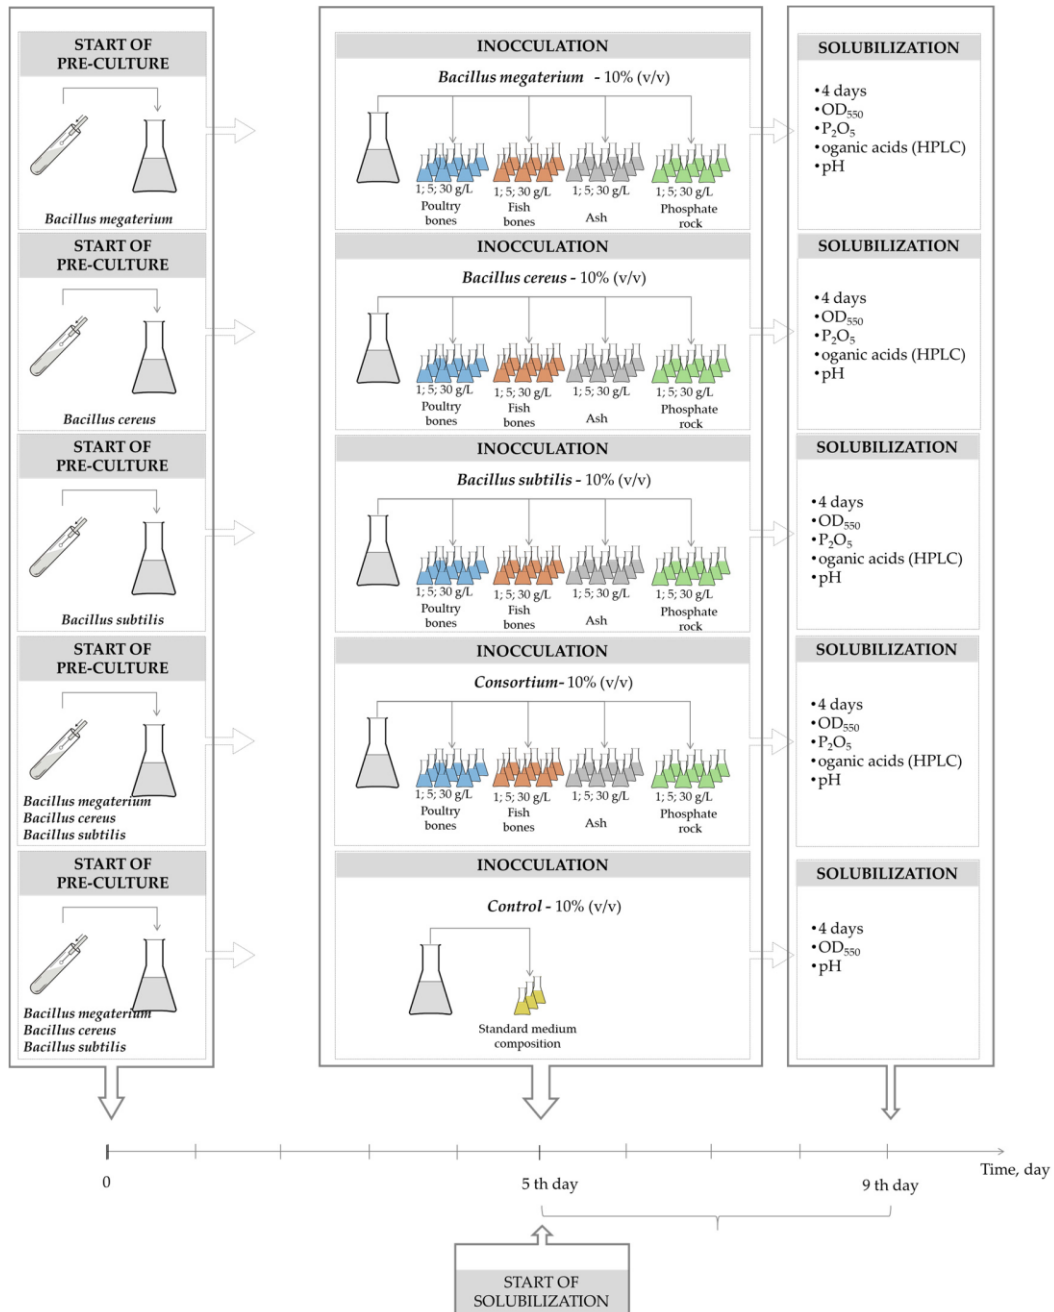 START OF
PRE-CULTURE
Bacillus megaterium
INOCCULATION
Bacillus megaterium - 10% (v/v)
1; 5; 30 g/L 1; 5; 30 g/L 1; 5; 30 g/L 1; 5; 30 g/L
Poultry
bones
Fish
bones
Ash
Phosphate
rock
SOLUBILIZATION
•4 days
•OD₅₅₀
•P₂O₅
•oganic acids (HPLC)
•pH
START OF
PRE-CULTURE
Bacillus cereus
INOCCULATION
Bacillus cereus - 10% (v/v)
1; 5; 30 g/L 1; 5; 30 g/L 1; 5; 30 g/L 1; 5; 30 g/L
Poultry
bones
Fish
bones
Ash
Phosphate
rock
SOLUBILIZATION
•4 days
•OD₅₅₀
•P₂O₅
•oganic acids (HPLC)
•pH
START OF
PRE-CULTURE
Bacillus subtilis
INOCCULATION
Bacillus subtilis - 10% (v/v)
1; 5; 30 g/L 1; 5; 30 g/L 1; 5; 30 g/L 1; 5; 30 g/L
Poultry
bones
Fish
bones
Ash
Phosphate
rock
SOLUBILIZATION
•4 days
•OD₅₅₀
•P₂O₅
•oganic acids (HPLC)
•pH
START OF
PRE-CULTURE
Bacillus megaterium
Bacillus cereus
Bacillus subtilis
INOCCULATION
Consortium- 10% (v/v)
1; 5; 30 g/L 1; 5; 30 g/L 1; 5; 30 g/L 1; 5; 30 g/L
Poultry
bones
Fish
bones
Ash
Phosphate
rock
SOLUBILIZATION
•4 days
•OD₅₅₀
•P₂O₅
•oganic acids (HPLC)
•pH
START OF
PRE-CULTURE
Bacillus megaterium
Bacillus cereus
Bacillus subtilis
INOCCULATION
Control - 10% (v/v)
Standard medium
composition
SOLUBILIZATION
•4 days
•OD₅₅₀
•pH
0
5 th day
9 th day
Time, day
START OF
SOLUBILIZATION